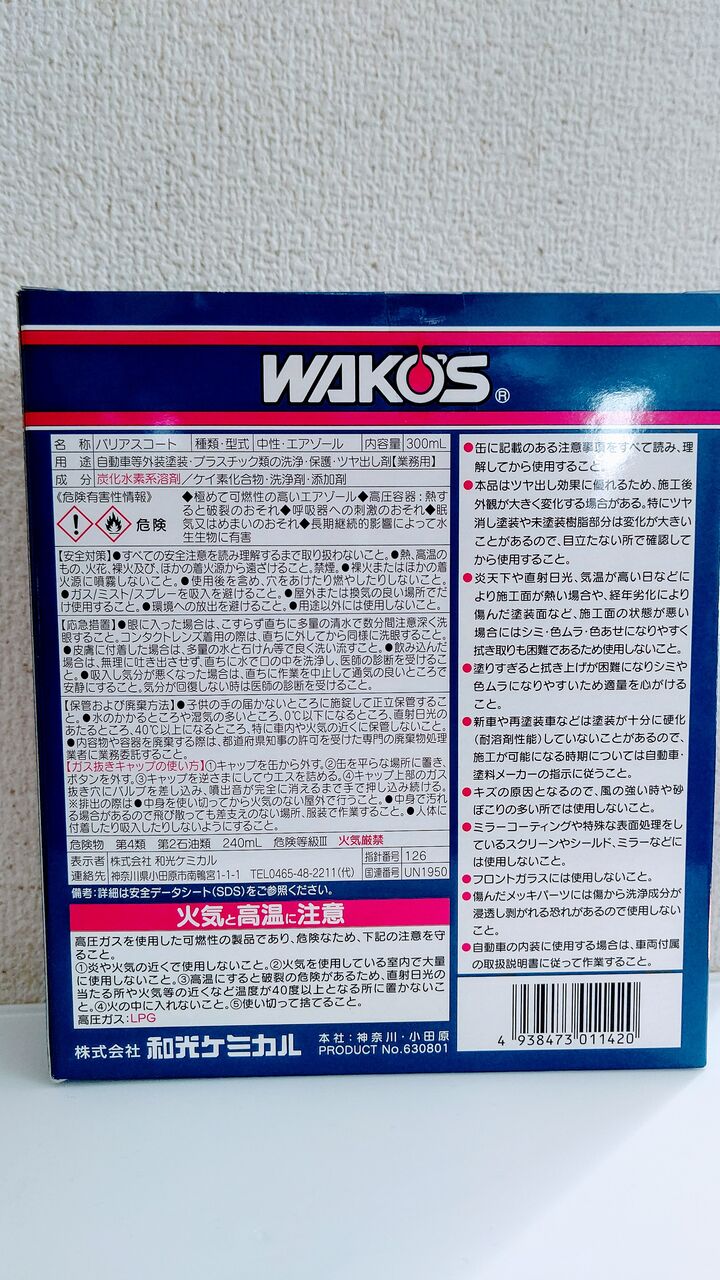 WAKO'S®
名称 バリアスコート 種類・型式 中性・エアゾール 内容量 300mL
用途 自動車等外装塗装・プラスチック類の洗浄・保護・ツヤ出し剤【業務用】
成分 炭化水素系溶剤/ケイ素化合物・洗浄剤・添加剤
《危険有害性情報》
危険
◆極めて可燃性の高いエアゾール◆高圧容器:熱す
ると破裂のおそれ◆呼吸器への刺激のおそれ◆眠
気又はめまいのおそれ◆長期継続的影響によって水
生生物に有害
【安全対策】●すべての安全注意を読み理解するまで取り扱わないこと。●熱、高温の
もの、火花、裸火及び、ほかの着火源から遠ざけること。禁煙。●裸火またはほかの着
火源に噴霧しないこと。●使用後を含め、穴をあけたり燃やしたりしないこと。
●ガス/ミスト/スプレーを吸入を避けること。●屋外または換気の良い場所でだ
け使用すること。●環境への放出を避けること。●用途以外には使用しないこと。
【応急措置】●眼に入った場合は、こすらず直ちに多量の清水で数分間注意深く洗
眼すること。コンタクトレンズ着用の際は、直ちに外してから同様に洗眼すること。
●皮膚に付着した場合は、多量の水と石けん等で良く洗い流すこと。●飲み込んだ
場合は、無理に吐き出させず、直ちに水で口の中を洗浄し、医師の診断を受けるこ
と。●吸入し気分が悪くなった場合は、直ちに作業を中止して通気の良いところで
安静にすること。気分が回復しない時は医師の診断を受けること。
【保管および廃棄方法】●子供の手の届かないところに施錠して正立保管するこ
と。●水のかかるところや湿気の多いところ、0℃以下になるところ、直射日光の
あたるところ、40℃以上になるところ、特に車内や火気の近くに保管しないこと。
●内容物や容器を廃棄する際は、都道府県知事の許可を受けた専門の廃棄物処理
業者に業務委託すること。
【ガス抜きキャップの使い方】①キャップを缶から外す。②缶を平らな場所に置き、
ボタンを外す。③キャップを逆さまにしてウエスを詰める。④キャップ上部のガス
抜き穴にバルブを差し込み、噴出音が完全に消えるまで手で押し込み続ける。
※排出の際は●中身を使い切ってから火気のない屋外で行うこと。●中身で汚れ
る場合があるので飛び散っても差支えのない場所、服装で作業すること。●人体に
付着したり吸入したりしないようにすること。
危険物 第4類 第2石油類 240mL 危険等級Ⅲ 火気厳禁
表示者 株式会社 和光ケミカル 指針番号 126
連絡先 神奈川県小田原市南鴨宮1-1-1 TEL0465-48-2211(代) 国連番号 UN1950
備考:詳細は安全データシート(SDS)をご参照ください。
火気と高温に注意
高圧ガスを使用した可燃性の製品であり、危険なため、下記の注意を守
ること。
①炎や火気の近くで使用しないこと。②火気を使用している室内で大量
に使用しないこと。③高温にすると破裂の危険があるため、直射日光の
当たる所や火気等の近くなど温度が40度以上となる所に置かないこ
と。④火の中に入れないこと。⑤使い切って捨てること。
高圧ガス:LPG
株式会社 和光ケミカル 本社:神奈川・小田原
PRODUCT No.630801
●缶に記載のある注意事項をすべて読み、理
解してから使用すること。
●本品はツヤ出し効果に優れるため、施工後
外観が大きく変化する場合がある。特にツヤ
消し塗装や未塗装樹脂部分は変化が大きい
ことがあるので、目立たない所で確認して
から使用すること。
●炎天下や直射日光、気温が高い日などに
より施工面が熱い場合や、経年劣化により
傷んだ塗装面など、施工面の状態が悪い
場合にはシミ・色ムラ・色あせになりやすく
拭き取りも困難であるため使用しないこと。
●塗りすぎると拭き上げが困難になりシミや
色ムラになりやすいため適量を心がける
こと。
●新車や再塗装車などは塗装が十分に硬化
(耐溶剤性能)していないことがあるので、
施工が可能になる時期については自動車・
塗料メーカーの指示に従うこと。
●キズの原因となるので、風の強い時や砂
ぼこりの多い所では使用しないこと。
●ミラーコーティングや特殊な表面処理をし
ているスクリーンやシールド、ミラーなどに
は使用しないこと。
●フロントガラスには使用しないこと。
●傷んだメッキパーツには傷から洗浄成分が
浸透し剥がれる恐れがあるので使用しない
こと。
●自動車の内装に使用する場合は、車両付属
の取扱説明書に従って作業すること。
4 938473 011420